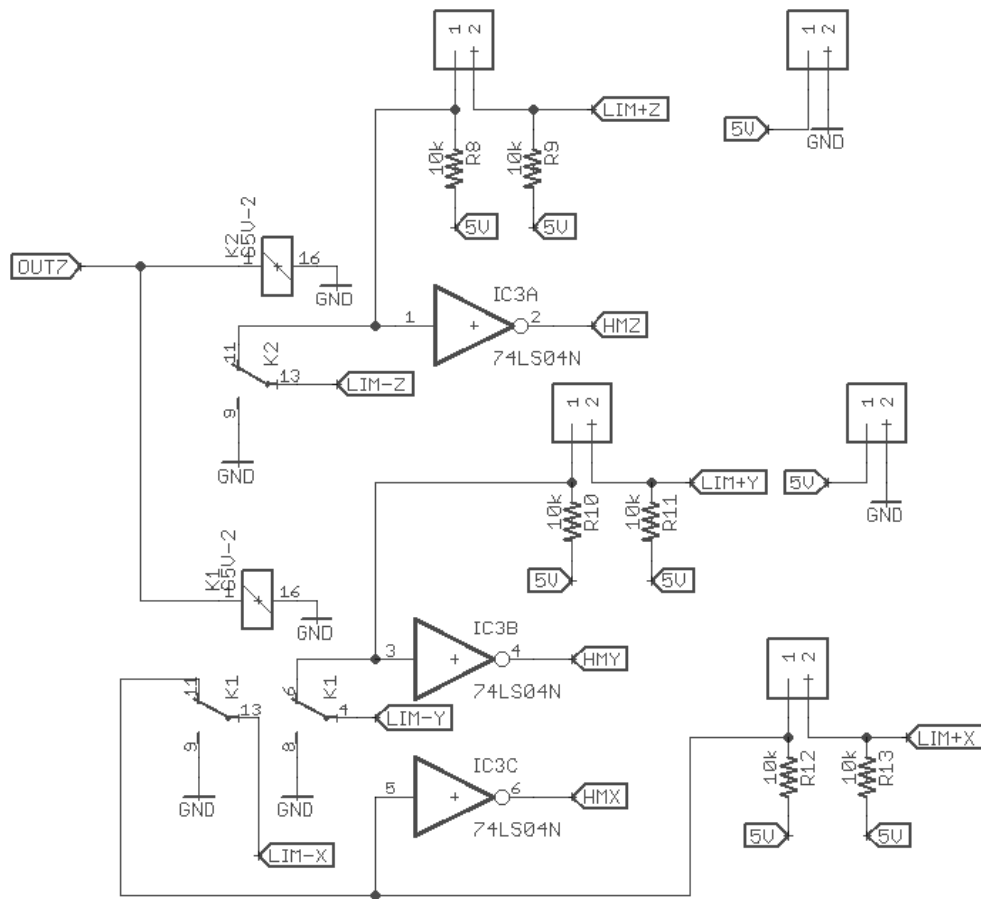 1 2
1 2
LIM+Z
5V
GND
10k
R8
10k
R9
5V
5V
K2
G5V-2
OUT7
1
16
GND
IC3A
1
2
HMZ
74LS04N
11
K2
13
LIM-Z
9
GND
1 2
1 2
LIM+Y
5V
GND
10k
R10
10k
R11
5V
5V
K1
G5V-2
1
16
GND
IC3B
3
4
HMY
74LS04N
11
K1
13
6
K1
4
LIM-Y
9
GND
8
GND
1 2
LIM+X
10k
R12
10k
R13
5V
5V
IC3C
5
6
HMX
74LS04N
LIM-X